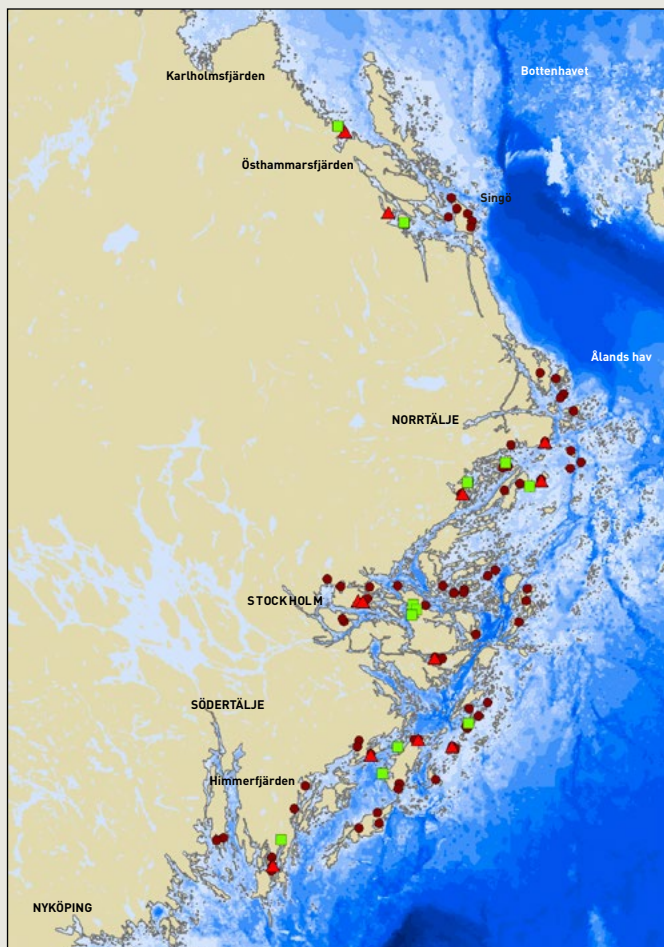 Karlholmsfjärden
Bottenhavet
Östhammarsfjärden
Singö
Ålands hav
NORRTÄLJE
STOCKHOLM
SÖDERTÄLJE
Himmerfjärden
NYKÖPING